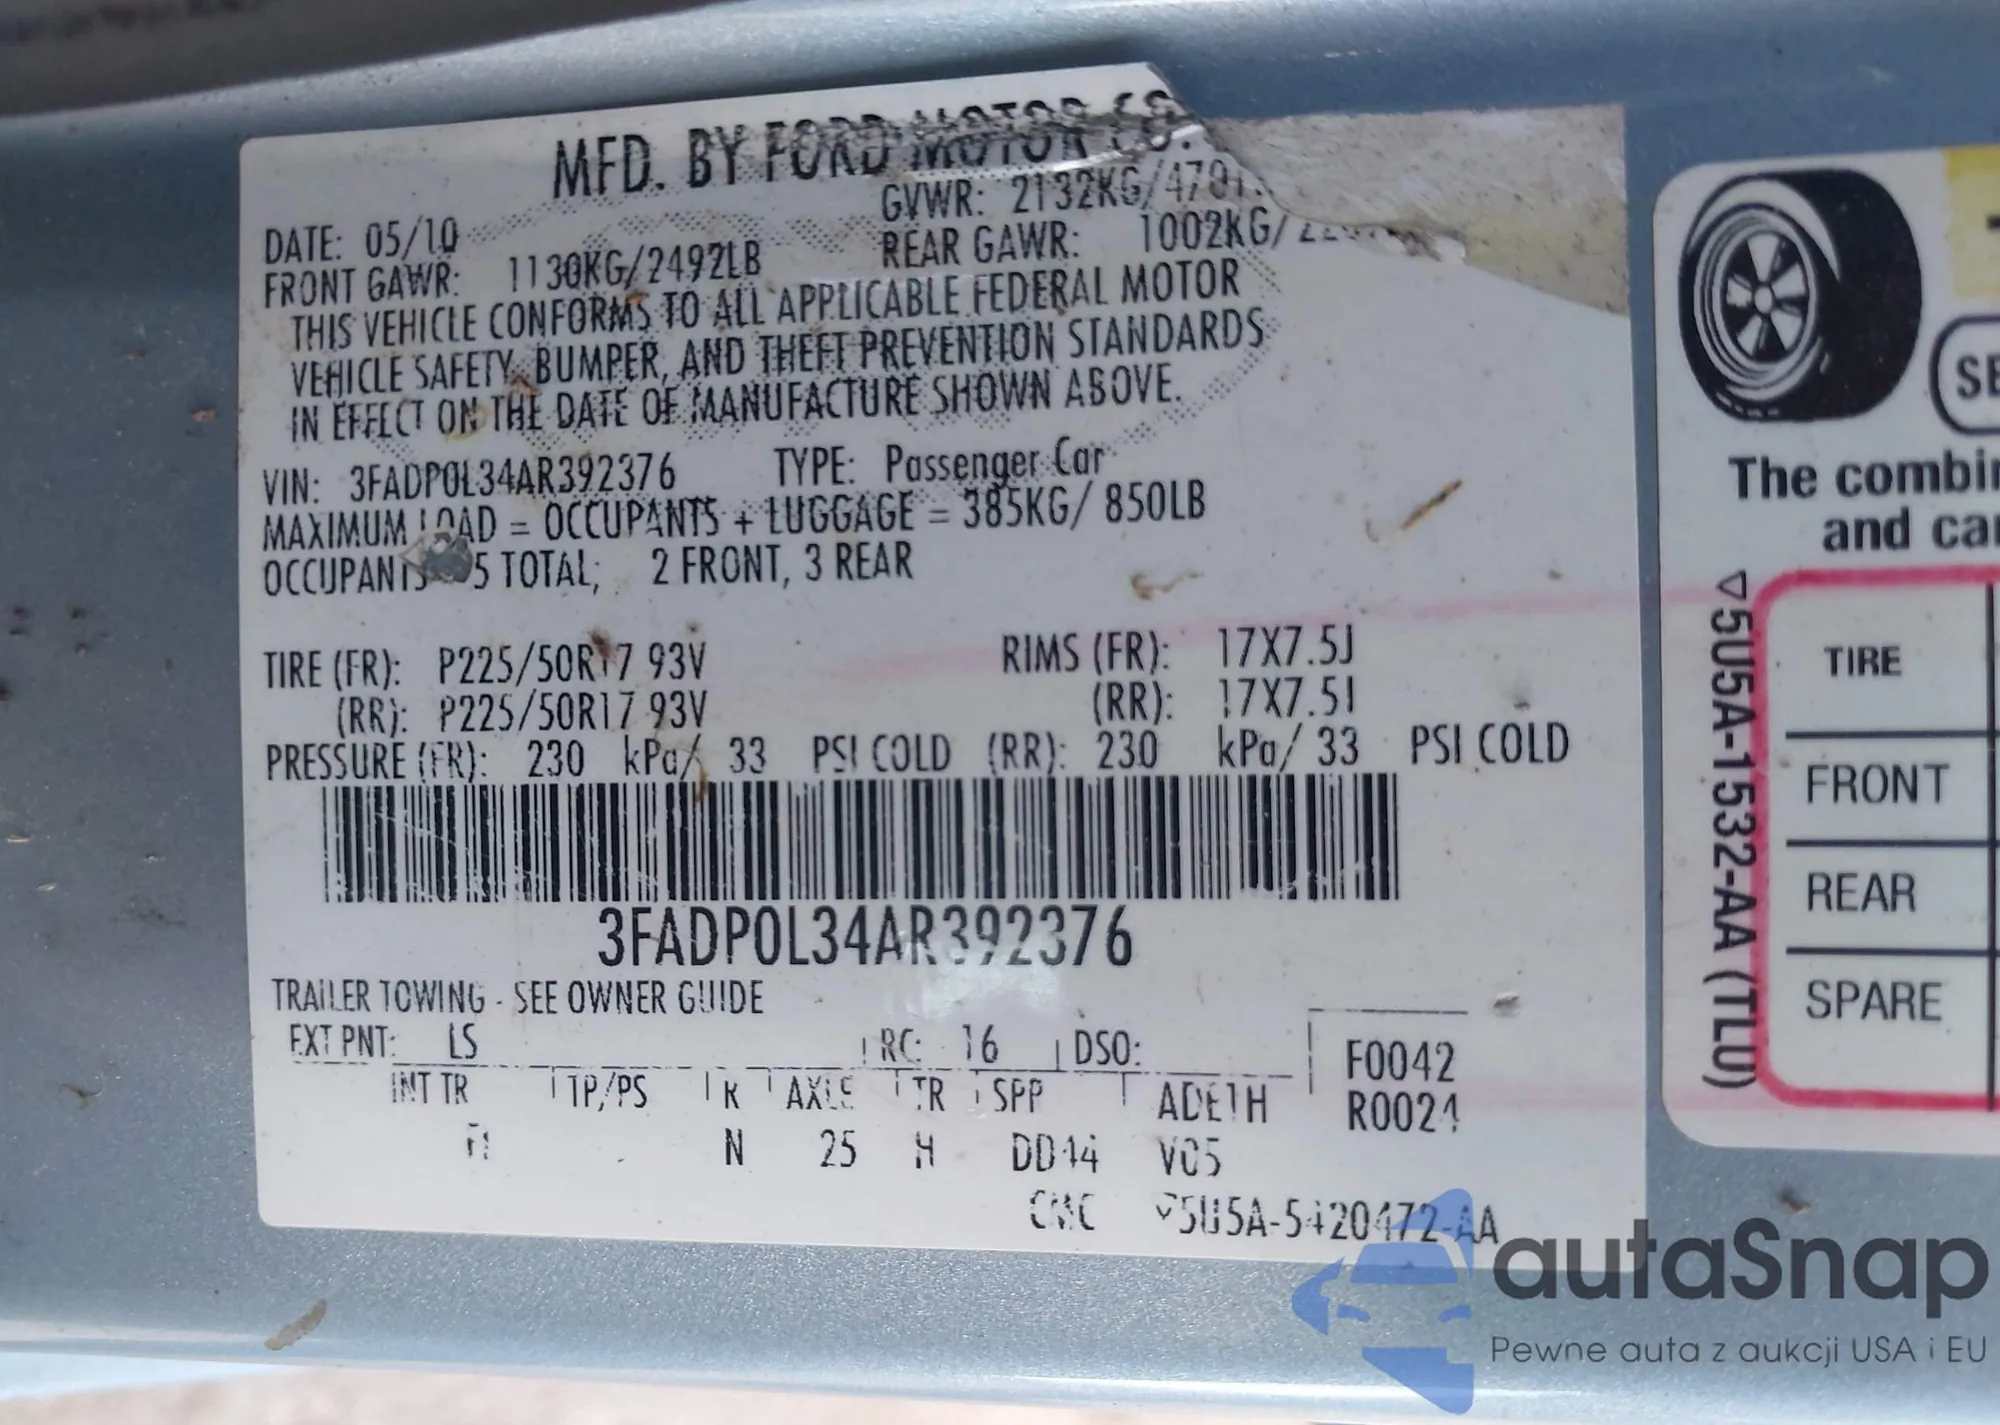 MFD. BY FORD MOTOR CO.
DATE: 05/10 GVWR: 2132KG/
FRONT GAWR: 1130KG/2492LB REAR GAWR: 1002KG/
THIS VEHICLE CONFORMS TO ALL APPLICABLE FEDERAL MOTOR
VEHICLE SAFETY, BUMPER, AND THEFT PREVENTION STANDARDS
IN EFFECT ON THE DATE OF MANUFACTURE SHOWN ABOVE.
VIN: 3FADP0L34AR392376 TYPE: Passenger Car
MAXIMUM LOAD = OCCUPANTS + LUGGAGE = 385KG/ 850LB
OCCUPANTS 5 TOTAL; 2 FRONT, 3 REAR
TIRE (FR): P225/50R17 93V RIMS (FR): 17X7.5J
(RR): P225/50R17 93V (RR): 17X7.5J
PRESSURE (FR): 230 kPa/ 33 PSI COLD (RR): 230 kPa/ 33 PSI COLD
3FADP0L34AR392376
TRAILER TOWING - SEE OWNER GUIDE
EXT PNT: LS RC: 16 DSO: F0042
INT TR TP/PS R AXLE TR SPP ADETH R0024
N 25 H DD44 V05
CMC ▽5U5A-5420472-AA
The combin
and ca
▽5U5A-1532-AA (TLU)
TIRE
FRONT
REAR
SPARE
autaSnap
Pewne auta z aukcji USA i EU